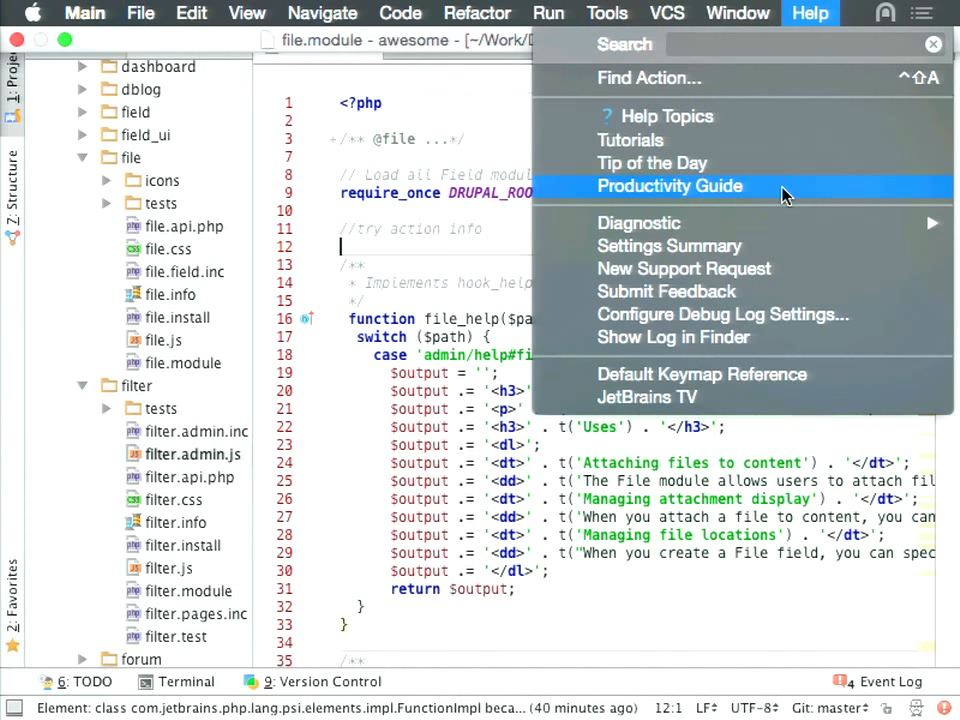 Main File Edit View Navigate Code Refactor Run Tools VCS Window Help
file.module - awesome - [~/Work/D
Search
Find Action... ^⇧A
? Help Topics
Tutorials
Tip of the Day
Productivity Guide
Diagnostic
Settings Summary
New Support Request
Submit Feedback
Configure Debug Log Settings...
Show Log in Finder
Default Keymap Reference
JetBrains TV
1: Projec
7: Structure
2: Favorites
dashboard
dblog
field
field_ui
file
icons
tests
file.api.php
file.css
file.field.inc
file.info
file.install
file.js
file.module
filter
tests
filter.admin.inc
filter.admin.js
filter.api.php
filter.css
filter.info
filter.install
filter.js
filter.module
filter.pages.inc
filter.test
forum
1 <?php
2
3 +/** @file ...*/
7
8 // Load all Field modul
9 require_once DRUPAL_ROO
10
11 //try action info
12
13 /**
14 * Implements hook_help
15 */
16 function file_help($pa
17 switch ($path) {
18 case 'admin/help#fi
19 $output = '';
20 $output .= '<h3>'
21 $output .= '<p>'
22 $output .= '<h3>' . t('Uses') . '</h3>';
23 $output .= '<dl>';
24 $output .= '<dt>' . t('Attaching files to content') . '</dt>';
25 $output .= '<dd>' . t('The File module allows users to attach fil
26 $output .= '<dt>' . t('Managing attachment display') . '</dt>';
27 $output .= '<dd>' . t('When you attach a file to content, you can
28 $output .= '<dt>' . t('Managing file locations') . '</dt>';
29 $output .= '<dd>' . t("When you create a File field, you can spec
30 $output .= '</dl>';
31 return $output;
32 }
33 }
34
35 /**
6: TODO Terminal 9: Version Control 4 Event Log
Element: class com.jetbrains.php.lang.psi.elements.impl.FunctionImpl beca... (40 minutes ago) 12:1 LF÷ UTF-8÷ Git: master÷